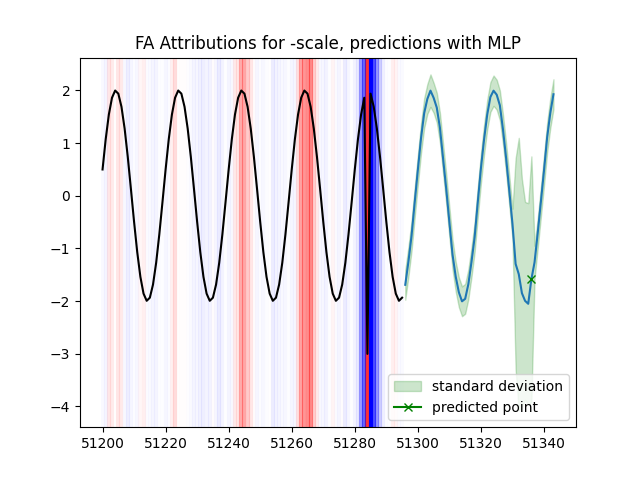 FA Attributions for -scale, predictions with MLP
2
1
0
−1
−2
−3
−4
standard deviation
predicted point
51200 51220 51240 51260 51280 51300 51320 51340